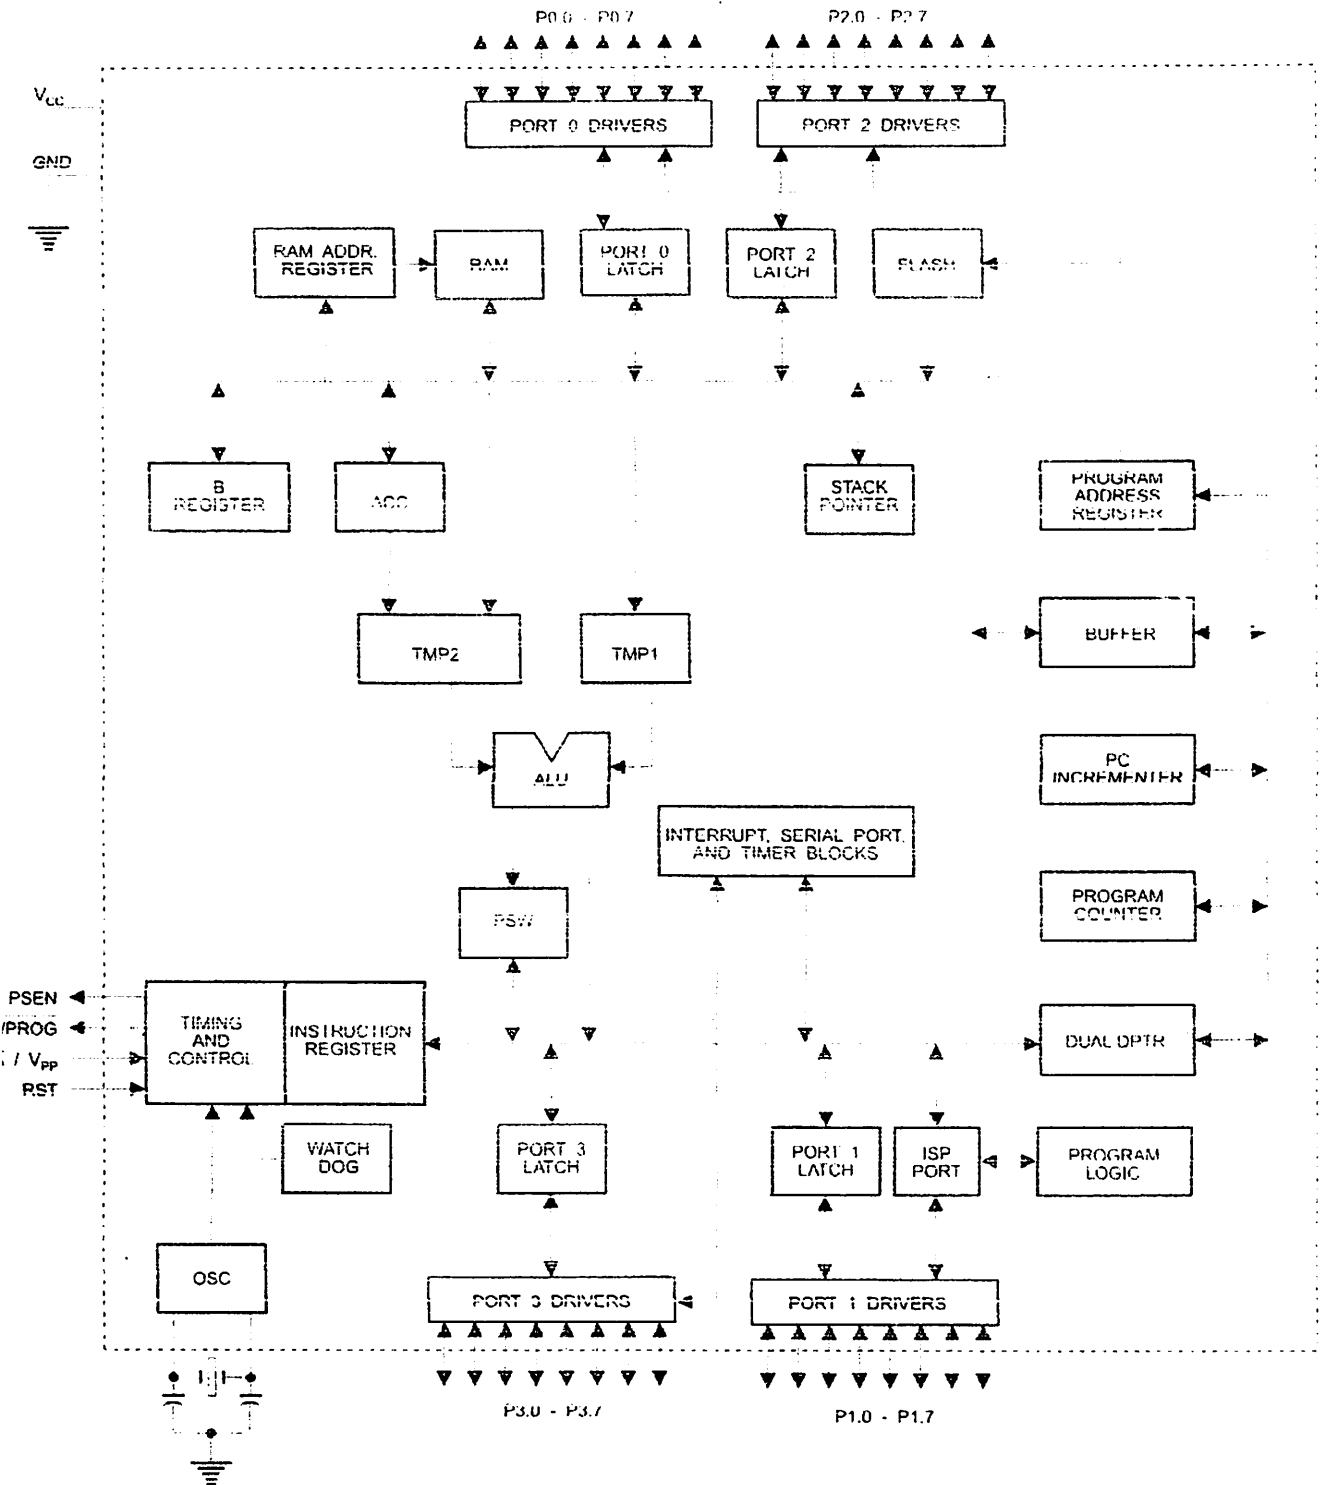 P0.0 - P0.7
P2.0 - P2.7
VCC
PORT 0 DRIVERS
PORT 2 DRIVERS
GND
RAM ADDR.
REGISTER
RAM
PORT 0
LATCH
PORT 2
LATCH
FLASH
B
REGISTER
ACC
STACK
POINTER
PROGRAM
ADDRESS
REGISTER
BUFFER
TMP2
TMP1
PC
INCREMENTER
ALU
INTERRUPT, SERIAL PORT,
AND TIMER BLOCKS
PROGRAM
COUNTER
PSW
PSEN
/PROG
/ VPP
RST
TIMING
AND
CONTROL
INSTRUCTION
REGISTER
DUAL DPTR
WATCH
DOG
PORT 3
LATCH
PORT 1
LATCH
ISP
PORT
PROGRAM
LOGIC
OSC
PORT 3 DRIVERS
PORT 1 DRIVERS
P3.0 - P3.7
P1.0 - P1.7